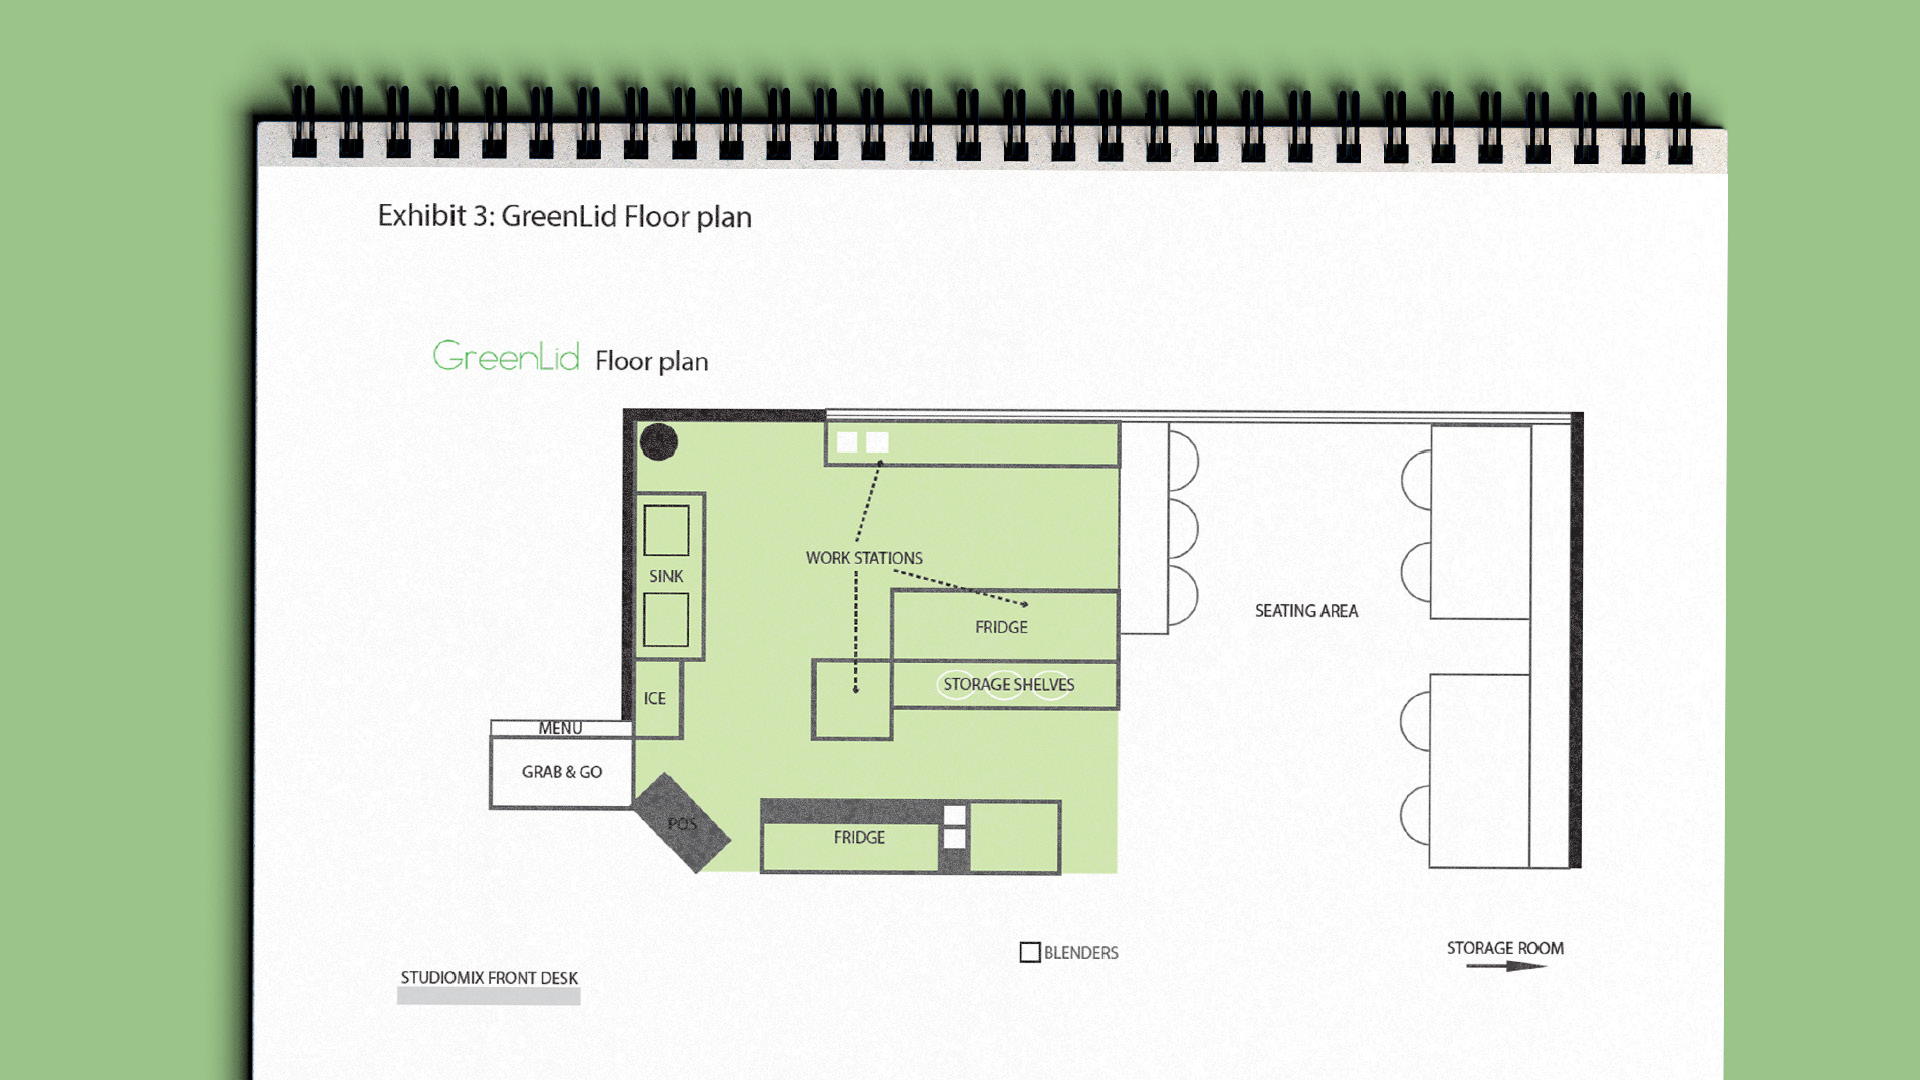 Exhibit 3: GreenLid Floor plan
GreenLid Floor plan
WORK STATIONS
SINK
SEATING AREA
FRIDGE
STORAGE SHELVES
ICE
MENU
GRAB & GO
POS
FRIDGE
BLENDERS
STORAGE ROOM
STUDIOMIX FRONT DESK